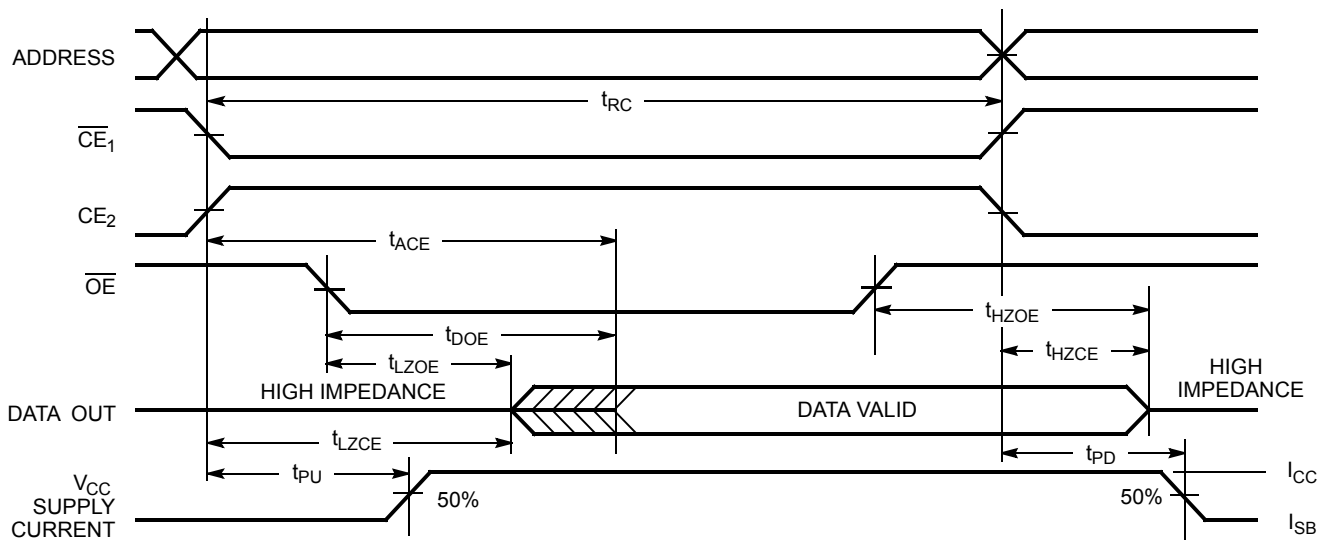 ADDRESS
tRC
CE1
CE2
tACE
OE
tHZOE
tDOE
tLZOE
tHZCE
HIGH IMPEDANCE
HIGH
IMPEDANCE
DATA OUT
DATA VALID
tLZCE
tPU
tPD
VCC
SUPPLY
CURRENT
50%
50%
ICC
ISB